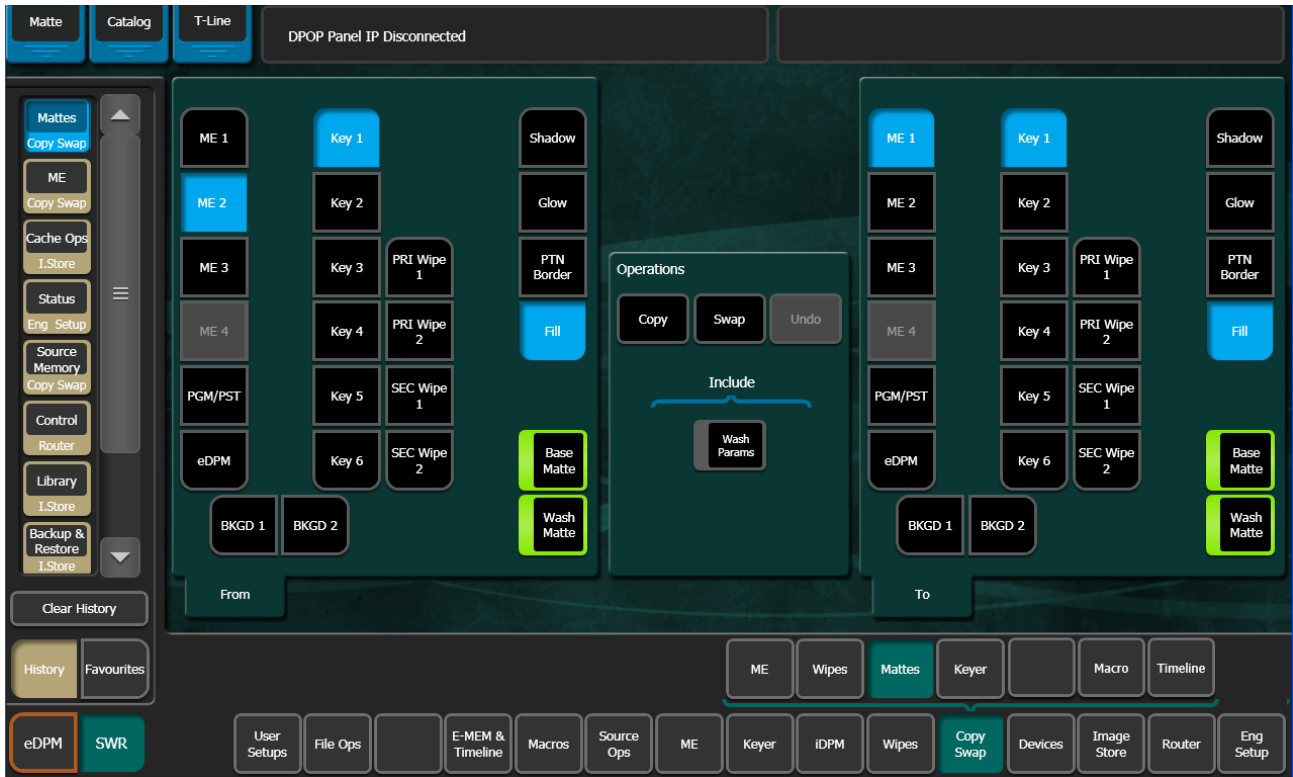 Matte
Catalog
T-Line
DPOP Panel IP Disconnected
Mattes
Copy Swap
ME
Copy Swap
Cache Ops
I.Store
Status
Eng Setup
Source
Memory
Copy Swap
Control
Router
Library
I.Store
Backup &
Restore
I.Store
Clear History
History
Favourites
eDPM
SWR
ME 1
ME 2
ME 3
ME 4
PGM/PST
eDPM
BKGD 1
BKGD 2
Key 1
Key 2
Key 3
Key 4
Key 5
Key 6
PRI Wipe
1
PRI Wipe
2
SEC Wipe
1
SEC Wipe
2
Shadow
Glow
PTN
Border
Fill
Base
Matte
Wash
Matte
From
Operations
Copy
Swap
Undo
Include
Wash
Params
ME 1
ME 2
ME 3
ME 4
PGM/PST
eDPM
BKGD 1
BKGD 2
Key 1
Key 2
Key 3
Key 4
Key 5
Key 6
PRI Wipe
1
PRI Wipe
2
SEC Wipe
1
SEC Wipe
2
Shadow
Glow
PTN
Border
Fill
Base
Matte
Wash
Matte
To
ME
Wipes
Mattes
Keyer
Macro
Timeline
User
Setups
File Ops
E-MEM &
Timeline
Macros
Source
Ops
ME
Keyer
iDPM
Wipes
Copy
Swap
Devices
Image
Store
Router
Eng
Setup